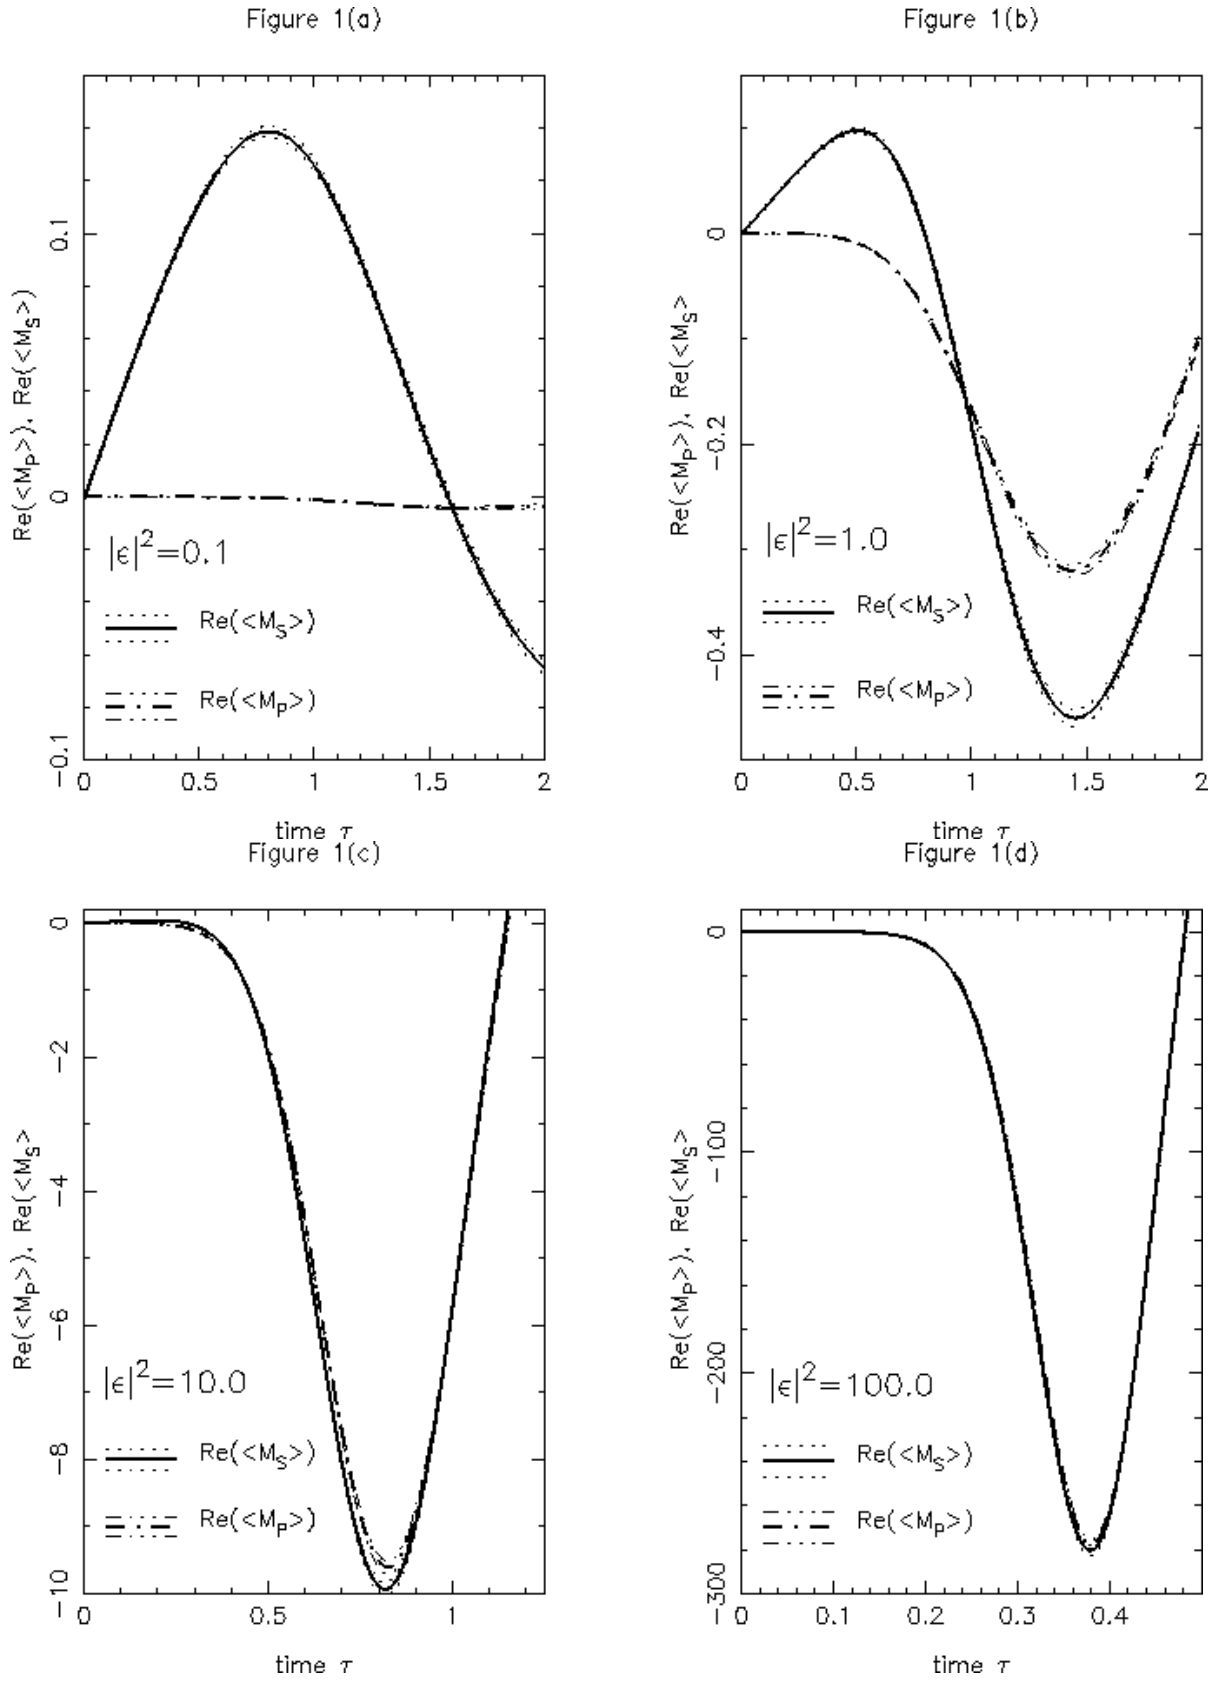 Figure 1(a)
Re(<M_P>), Re(<M_S>)
0.1
0
−0.1
|ϵ|²=0.1
Re(<M_S>)
Re(<M_P>)
0 0.5 1 1.5 2
time τ
Figure 1(b)
Re(<M_P>), Re(<M_S>
0
−0.2
−0.4
|ϵ|²=1.0
Re(<M_S>)
Re(<M_P>)
0 0.5 1 1.5 2
time τ
Figure 1(c)
Re(<M_P>), Re(<M_S>
0
−2
−4
−6
−8
−10
|ϵ|²=10.0
Re(<M_S>)
Re(<M_P>)
0 0.5 1
time τ
Figure 1(d)
Re(<M_P>), Re(<M_S>
0
−100
−200
−300
|ϵ|²=100.0
Re(<M_S>)
Re(<M_P>)
0 0.1 0.2 0.3 0.4
time τ